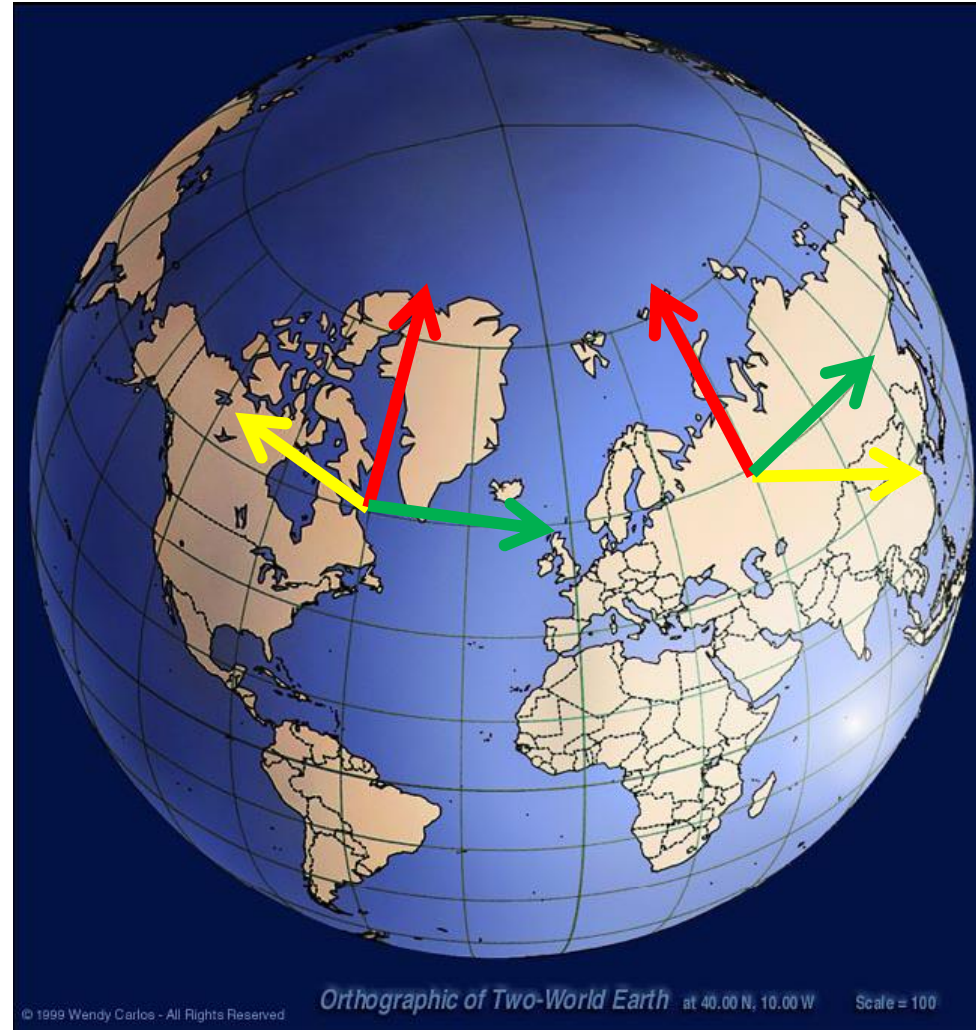 Orthographic of Two-World Earth at 40.00 N, 10.00 W Scale = 100
© 1999 Wendy Carlos - All Rights Reserved